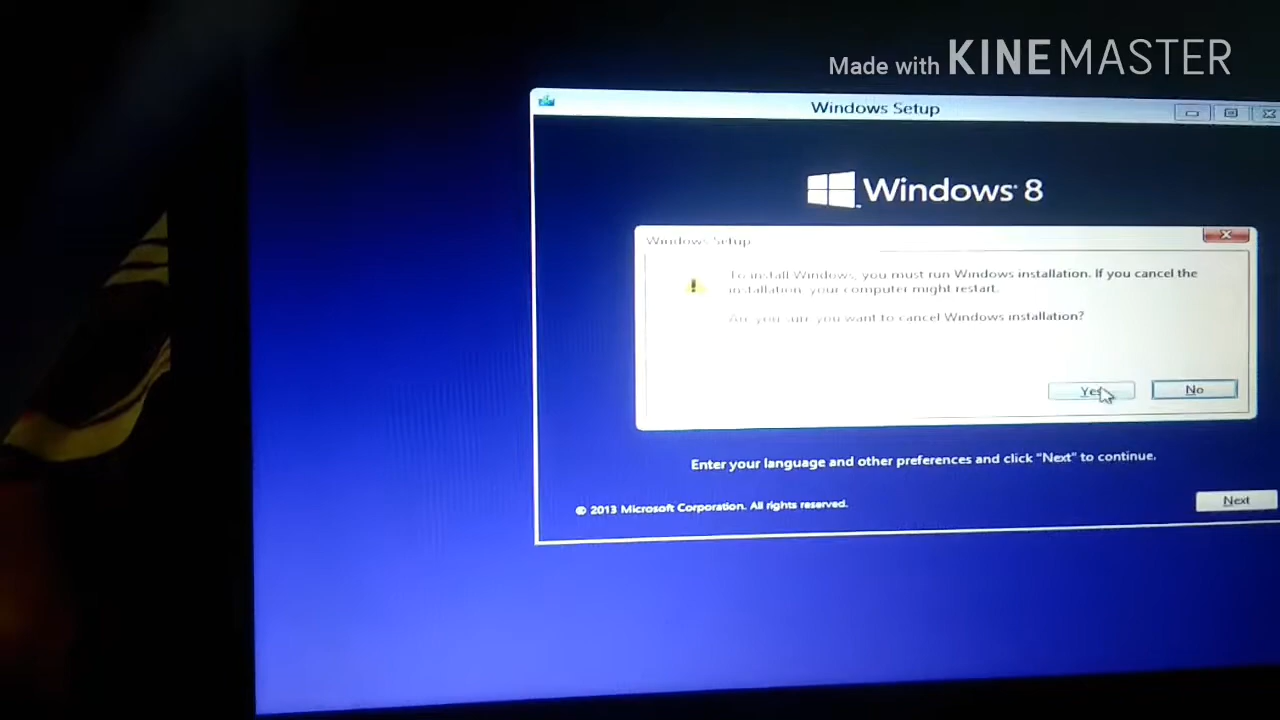 Made with KINEMASTER
Windows Setup
Windows 8
Windows Setup
To install Windows, you must run Windows installation. If you cancel the
installation, your computer might restart.
Are you sure you want to cancel Windows installation?
Yes
No
Enter your language and other preferences and click "Next" to continue.
© 2013 Microsoft Corporation. All rights reserved.
Next